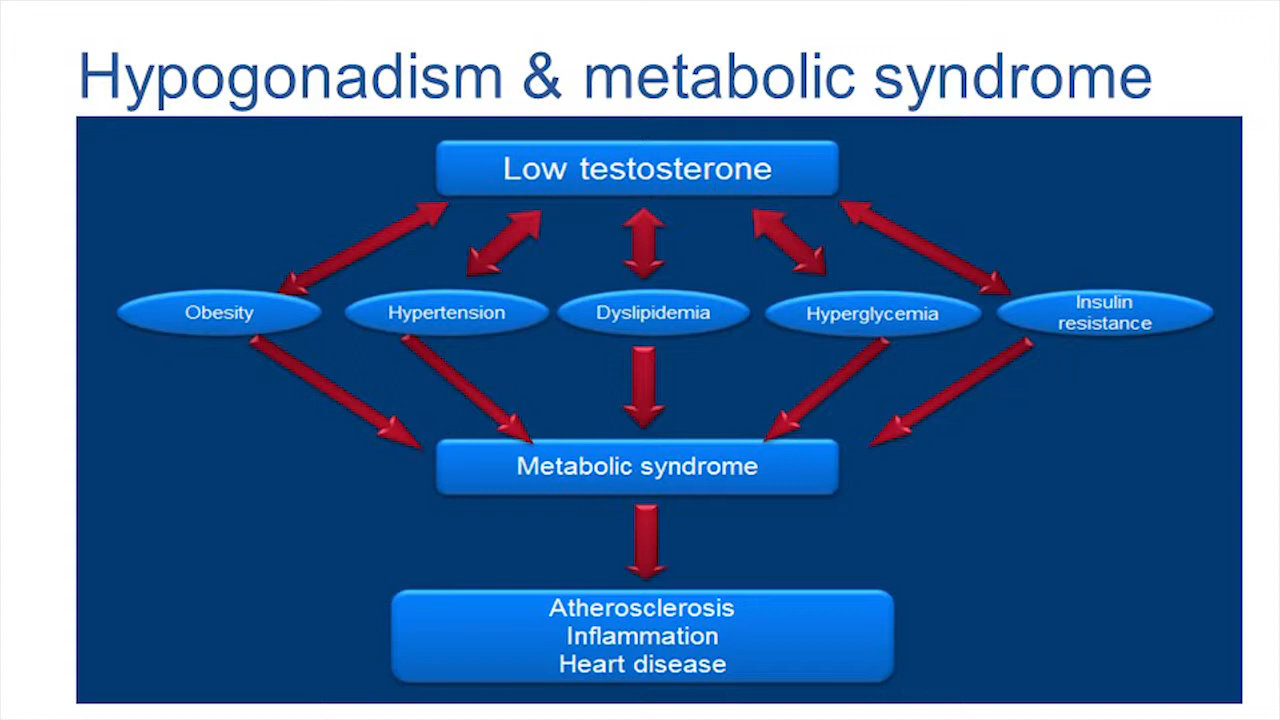 Hypogonadism & metabolic syndrome
Low testosterone
Obesity
Hypertension
Dyslipidemia
Hyperglycemia
Insulin
resistance
Metabolic syndrome
Atherosclerosis
Inflammation
Heart disease